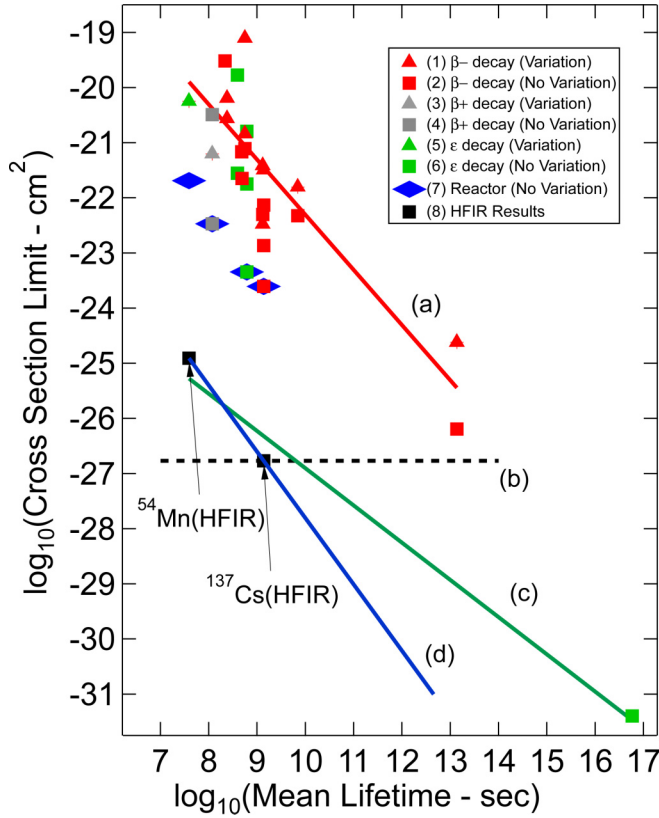 -19
-20
-21
-22
-23
-24
-25
-26
-27
-28
-29
-30
-31
log₁₀(Cross Section Limit - cm²)
(1) β− decay (Variation)
(2) β− decay (No Variation)
(3) β+ decay (Variation)
(4) β+ decay (No Variation)
(5) ε decay (Variation)
(6) ε decay (No Variation)
(7) Reactor (No Variation)
(8) HFIR Results
(a)
(b)
⁵⁴Mn(HFIR)
¹³⁷Cs(HFIR)
(c)
(d)
7 8 9 10 11 12 13 14 15 16 17
log₁₀(Mean Lifetime - sec)